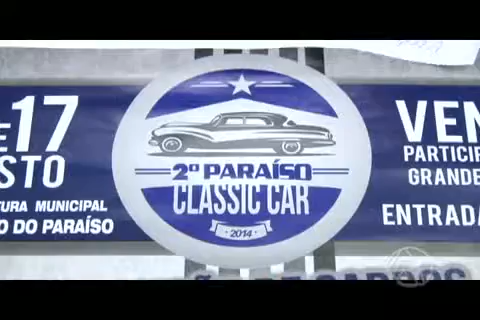 E 17
STO
TURA MUNICIPAL
O DO PARAÍSO
2º PARAÍSO
CLASSIC CAR
2014
VEN
PARTICIP
GRANDE
ENTRADA